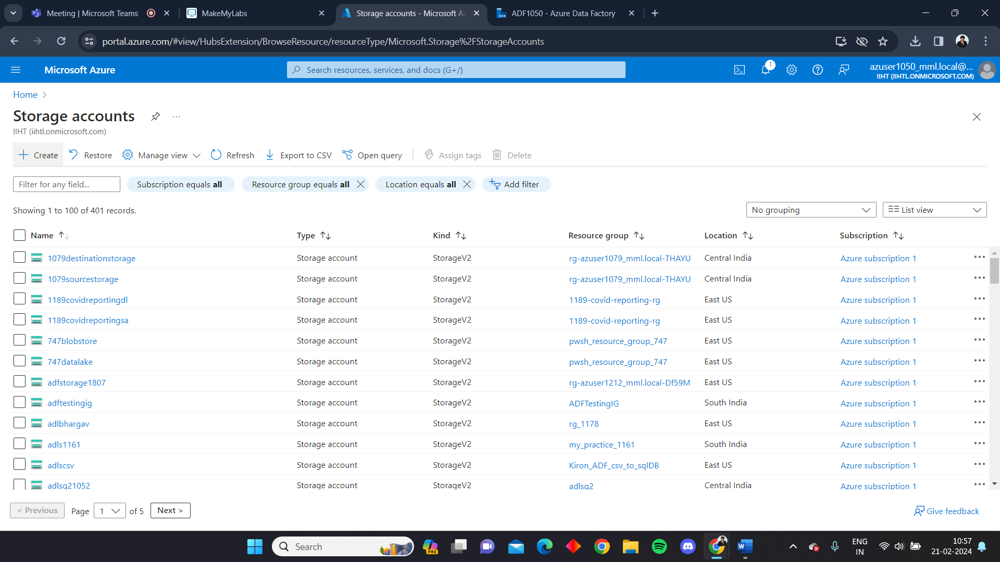 Meeting | Microsoft Teams
MakeMyLabs
Storage accounts - Microsoft Az
ADF1050 - Azure Data Factory
portal.azure.com/#view/HubsExtension/BrowseResource/resourceType/Microsoft.Storage%2FStorageAccounts
Microsoft Azure
Search resources, services, and docs (G+/)
1
azuser1050_mml.local@...
IIHT (IIHTL.ONMICROSOFT.COM)
Home >
Storage accounts
IIHT (iihtl.onmicrosoft.com)
Create Restore Manage view Refresh Export to CSV Open query Assign tags Delete
Filter for any field... Subscription equals all Resource group equals all Location equals all Add filter
Showing 1 to 100 of 401 records. No grouping List view
Name Type Kind Resource group Location Subscription
1079destinationstorage Storage account StorageV2 rg-azuser1079_mml.local-THAYU Central India Azure subscription 1
1079sourcestorage Storage account StorageV2 rg-azuser1079_mml.local-THAYU Central India Azure subscription 1
1189covidreportingdl Storage account StorageV2 1189-covid-reporting-rg East US Azure subscription 1
1189covidreportingsa Storage account StorageV2 1189-covid-reporting-rg East US Azure subscription 1
747blobstore Storage account StorageV2 pwsh_resource_group_747 East US Azure subscription 1
747datalake Storage account StorageV2 pwsh_resource_group_747 East US Azure subscription 1
adfstorage1807 Storage account StorageV2 rg-azuser1212_mml.local-Df59M East US Azure subscription 1
adftestingig Storage account StorageV2 ADFTestingIG South India Azure subscription 1
adlbhargav Storage account StorageV2 rg_1178 East US Azure subscription 1
adls1161 Storage account StorageV2 my_practice_1161 South India Azure subscription 1
adlscsv Storage account StorageV2 Kiron_ADF_csv_to_sqlDB East US Azure subscription 1
adlsg21052 Storage account StorageV2 adlsg2 Central India Azure subscription 1
< Previous Page 1 of 5 Next > Give feedback
Search
PRE
ENG
IN
10:57
21-02-2024